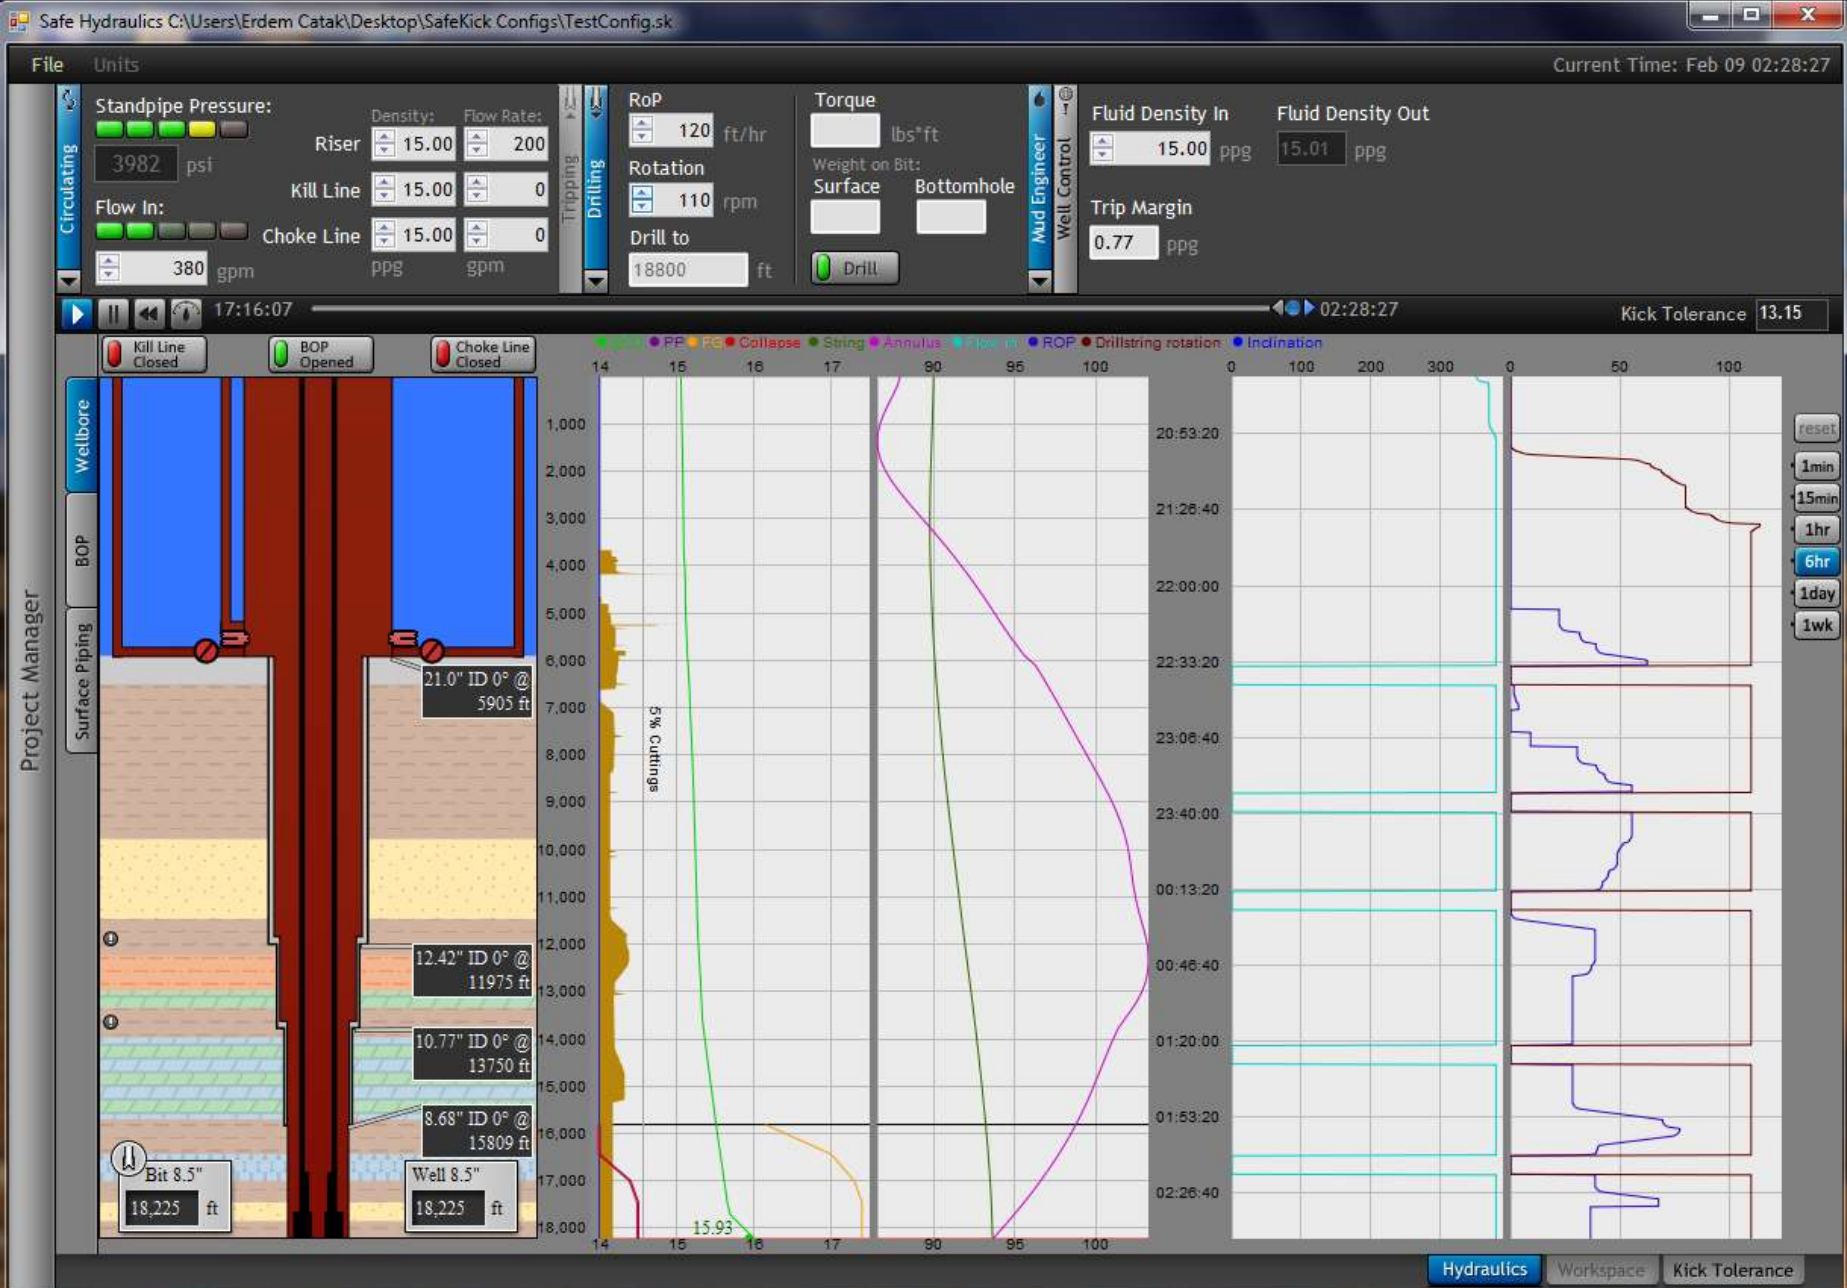 Safe Hydraulics C:\Users\Erdem Catak\Desktop\SafeKick Configs\TestConfig.sk
File Units
Current Time: Feb 09 02:28:27
Project Manager
Circulating
Standpipe Pressure:
3982 psi
Flow In:
380 gpm
Density: Flow Rate:
Riser 15.00 200
Kill Line 15.00 0
Choke Line 15.00 0
ppg gpm
Tripping
Drilling
RoP
120 ft/hr
Rotation
110 rpm
Drill to
18800 ft
Torque
lbs*ft
Weight on Bit:
Surface Bottomhole
Drill
Mud Engineer
Well Control
Fluid Density In Fluid Density Out
15.00 ppg 15.01 ppg
Trip Margin
0.77 ppg
17:16:07 02:28:27
Kick Tolerance 13.15
Kill Line
Closed
BOP
Opened
Choke Line
Closed
PP FG Collapse String Annulus Flow in ROP Drillstring rotation Inclination
Wellbore
BOP
Surface Piping
14 15 16 17
90 95 100
0 100 200 300
0 50 100
1,000
2,000
3,000
4,000
5,000
6,000
7,000
8,000
9,000
10,000
11,000
12,000
13,000
14,000
15,000
16,000
17,000
18,000
5% Cuttings
21.0" ID 0° @
5905 ft
12.42" ID 0° @
11975 ft
10.77" ID 0° @
13750 ft
8.68" ID 0° @
15809 ft
Bit 8.5"
18,225 ft
Well 8.5"
18,225 ft
15.93
14 15 16 17
90 95 100
20:53:20
21:26:40
22:00:00
22:33:20
23:06:40
23:40:00
00:13:20
00:46:40
01:20:00
01:53:20
02:26:40
reset
1min
15min
1hr
6hr
1day
1wk
Hydraulics Workspace Kick Tolerance